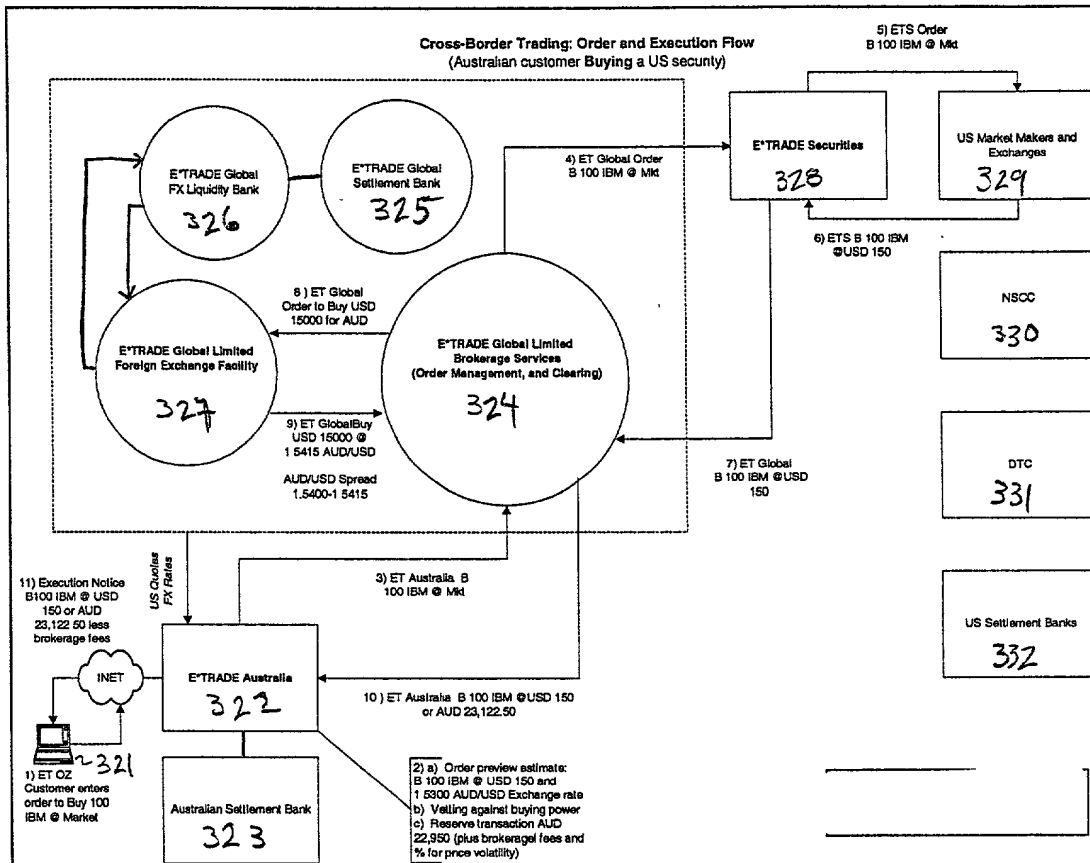 Cross-Border Trading: Order and Execution Flow
(Australian customer Buying a US security)
5) ETS Order
B 100 IBM @ Mkt
E*TRADE Global
FX Liquidity Bank
326
E*TRADE Global
Settlement Bank
325
4) ET Global Order
B 100 IBM @ Mkt
E*TRADE Securities
328
US Market Makers and
Exchanges
329
6) ETS B 100 IBM
@USD 150
8 ) ET Global
Order to Buy USD
15000 for AUD
E*TRADE Global Limited
Foreign Exchange Facility
327
E*TRADE Global Limited
Brokerage Services
(Order Management, and Clearing)
324
NSCC
330
9) ET GlobalBuy
USD 15000 @
1 5415 AUD/USD
AUD/USD Spread
1.5400-1 5415
7) ET Global
B 100 IBM @USD
150
DTC
331
US Quotes
FX Rates
3) ET Australia B
100 IBM @ Mkt
11) Execution Notice
B100 IBM @ USD
150 or AUD
23,122 50 less
brokerage fees
INET
E*TRADE Australia
322
US Settlement Banks
332
10 ) ET Australia B 100 IBM @USD 150
or AUD 23,122.50
321
1) ET OZ
Customer enters
order to Buy 100
IBM @ Market
Australian Settlement Bank
323
2) a) Order preview estimate:
B 100 IBM @ USD 150 and
1 5300 AUD/USD Exchange rate
b) Vetting against buying power
c) Reserve transaction AUD
22,950 (plus brokeragel fees and
% for price volatility)